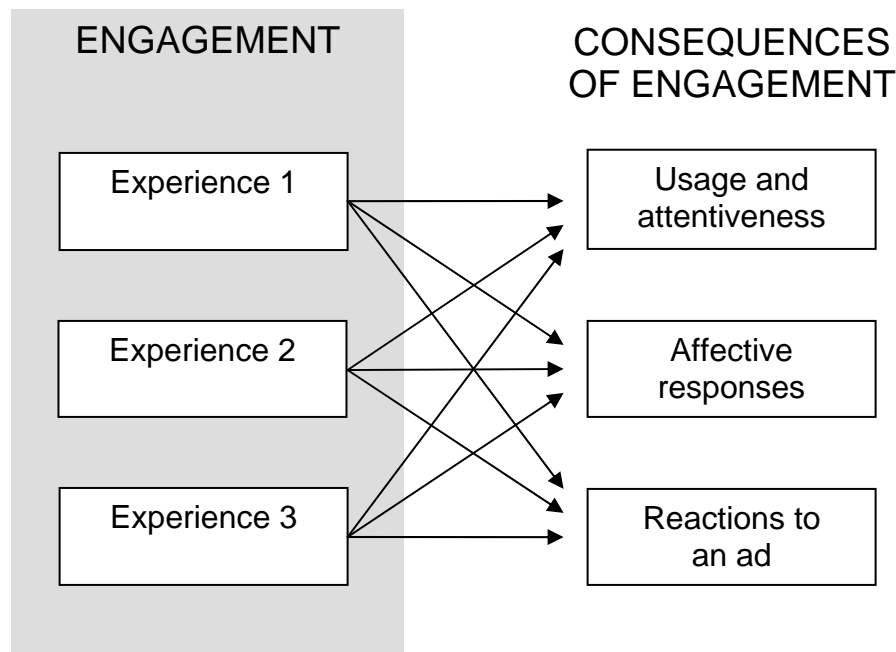 ENGAGEMENT
CONSEQUENCES
OF ENGAGEMENT
Experience 1
Usage and
attentiveness
Experience 2
Affective
responses
Experience 3
Reactions to
an ad